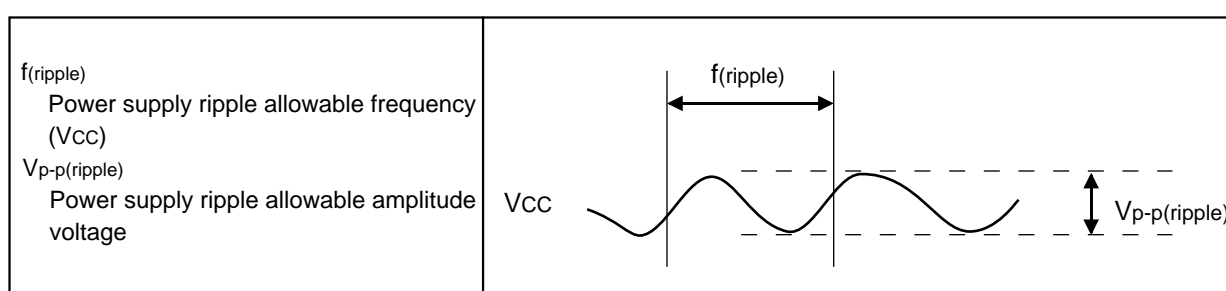 f(ripple)
Power supply ripple allowable frequency
(VCC)
Vp-p(ripple)
Power supply ripple allowable amplitude
voltage
f(ripple)
VCC
Vp-p(ripple)